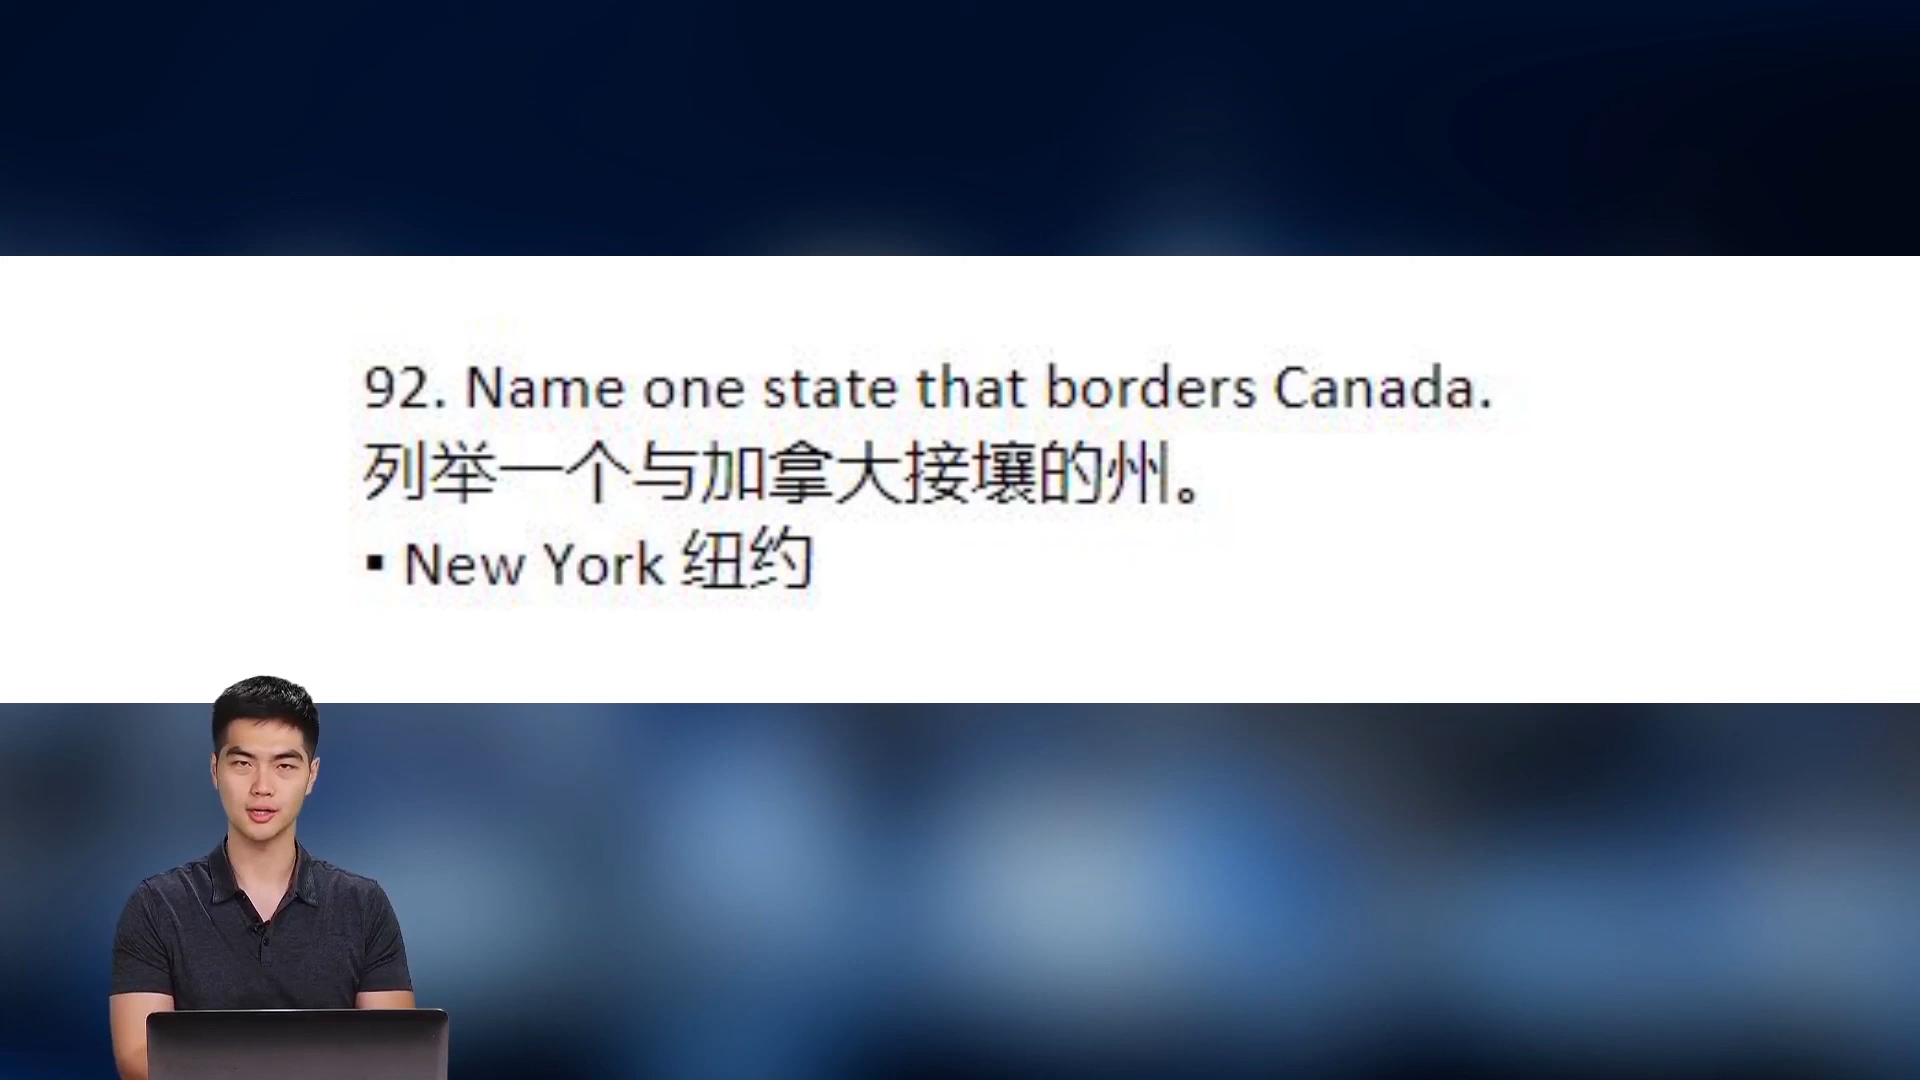 92. Name one state that borders Canada.
列举一个与加拿大接壤的州。
▪ New York 纽约